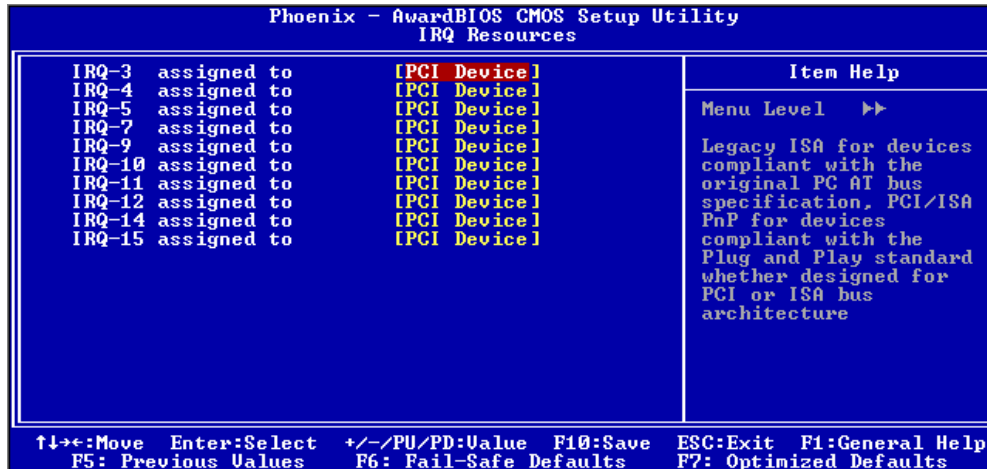 Phoenix - AwardBIOS CMOS Setup Utility
IRQ Resources
IRQ-3 assigned to [PCI Device]
IRQ-4 assigned to [PCI Device]
IRQ-5 assigned to [PCI Device]
IRQ-7 assigned to [PCI Device]
IRQ-9 assigned to [PCI Device]
IRQ-10 assigned to [PCI Device]
IRQ-11 assigned to [PCI Device]
IRQ-12 assigned to [PCI Device]
IRQ-14 assigned to [PCI Device]
IRQ-15 assigned to [PCI Device]
Item Help
Menu Level ▸▸
Legacy ISA for devices
compliant with the
original PC AT bus
specification, PCI/ISA
PnP for devices
compliant with the
Plug and Play standard
whether designed for
PCI or ISA bus
architecture
↑↓→←:Move Enter:Select +/-/PU/PD:Value F10:Save ESC:Exit F1:General Help
F5: Previous Values F6: Fail-Safe Defaults F7: Optimized Defaults